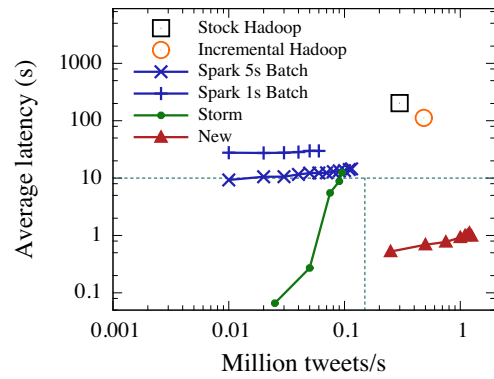 Stock Hadoop
Incremental Hadoop
Spark 5s Batch
Spark 1s Batch
Storm
New
Average latency (s)
1000
100
10
1
0.1
0.001
0.01
0.1
1
Million tweets/s